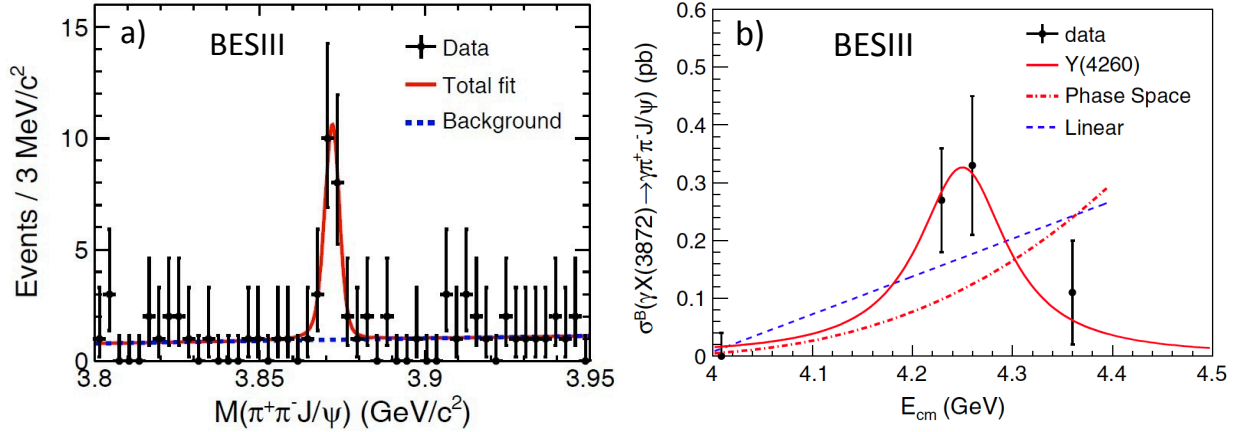 a)
BESIII
Data
Total fit
Background
Events / 3 MeV/c²
15
10
5
0
3.8
3.85
3.9
3.95
M(π⁺π⁻J/ψ) (GeV/c²)
b)
BESIII
data
Y(4260)
Phase Space
Linear
σᴮ(γX(3872)→γπ⁺π⁻J/ψ) (pb)
0.6
0.5
0.4
0.3
0.2
0.1
0
4
4.1
4.2
4.3
4.4
4.5
E_cm (GeV)